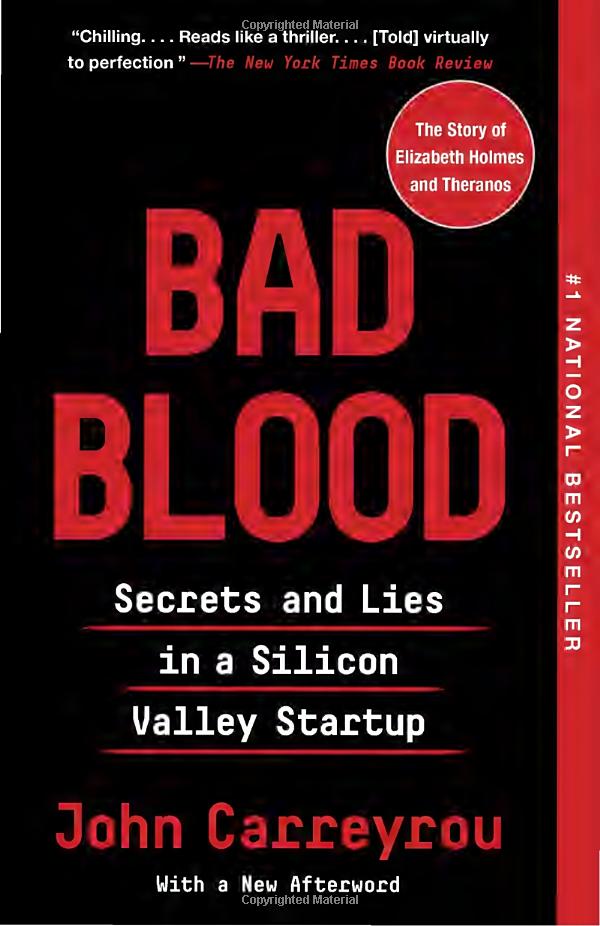 Copyrighted Material
“Chilling. . . . Reads like a thriller. . . . [Told] virtually
to perfection ” —The New York Times Book Review
The Story of
Elizabeth Holmes
and Theranos
BAD
BLOOD
#1 NATIONAL BESTSELLER
Secrets and Lies
in a Silicon
Valley Startup
John Carreyrou
With a New Afterword
Copyrighted Material